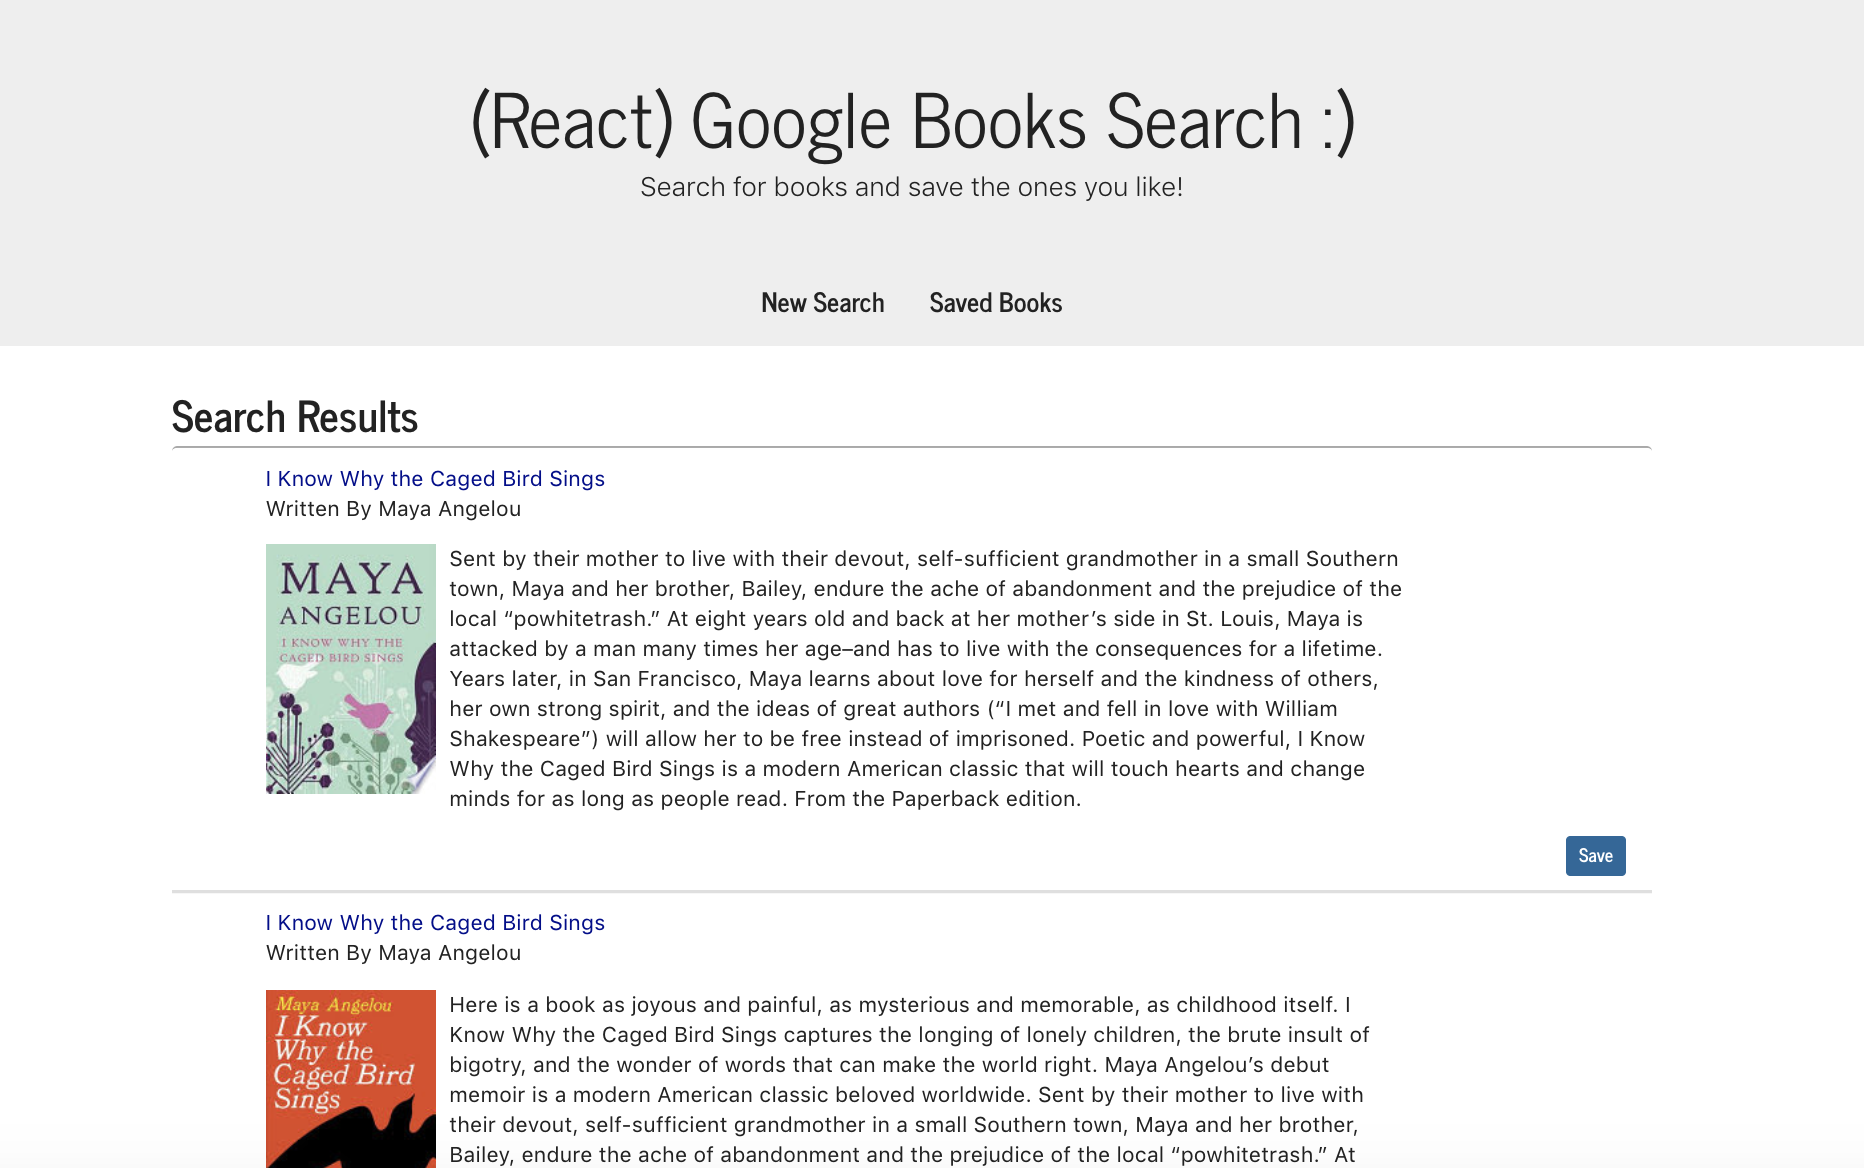 (React) Google Books Search :)
Search for books and save the ones you like!
New Search Saved Books
Search Results
I Know Why the Caged Bird Sings
Written By Maya Angelou
MAYA
ANGELOU
I KNOW WHY THE
CAGED BIRD SINGS
Sent by their mother to live with their devout, self-sufficient grandmother in a small Southern
town, Maya and her brother, Bailey, endure the ache of abandonment and the prejudice of the
local “powhitetrash.” At eight years old and back at her mother’s side in St. Louis, Maya is
attacked by a man many times her age–and has to live with the consequences for a lifetime.
Years later, in San Francisco, Maya learns about love for herself and the kindness of others,
her own strong spirit, and the ideas of great authors (“I met and fell in love with William
Shakespeare”) will allow her to be free instead of imprisoned. Poetic and powerful, I Know
Why the Caged Bird Sings is a modern American classic that will touch hearts and change
minds for as long as people read. From the Paperback edition.
Save
I Know Why the Caged Bird Sings
Written By Maya Angelou
Maya Angelou
I Know
Why the
Caged Bird
Sings
Here is a book as joyous and painful, as mysterious and memorable, as childhood itself. I
Know Why the Caged Bird Sings captures the longing of lonely children, the brute insult of
bigotry, and the wonder of words that can make the world right. Maya Angelou’s debut
memoir is a modern American classic beloved worldwide. Sent by their mother to live with
their devout, self-sufficient grandmother in a small Southern town, Maya and her brother,
Bailey, endure the ache of abandonment and the prejudice of the local “powhitetrash.” At